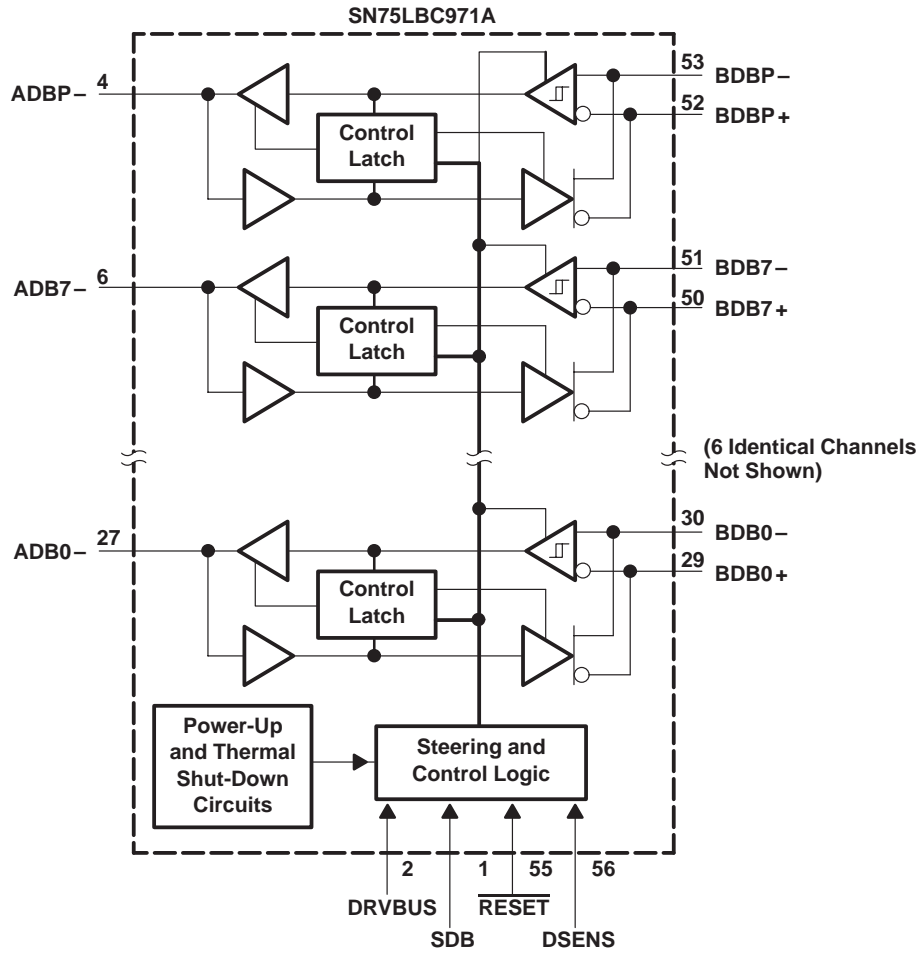 SN75LBC971A
ADBP– 4
Control
Latch
53 BDBP–
52 BDBP+
ADB7– 6
Control
Latch
51 BDB7–
50 BDB7+
(6 Identical Channels
Not Shown)
ADB0– 27
Control
Latch
30 BDB0–
29 BDB0+
Power-Up
and Thermal
Shut-Down
Circuits
Steering and
Control Logic
2 1 55 56
DRVBUS RESET
SDB DSENS